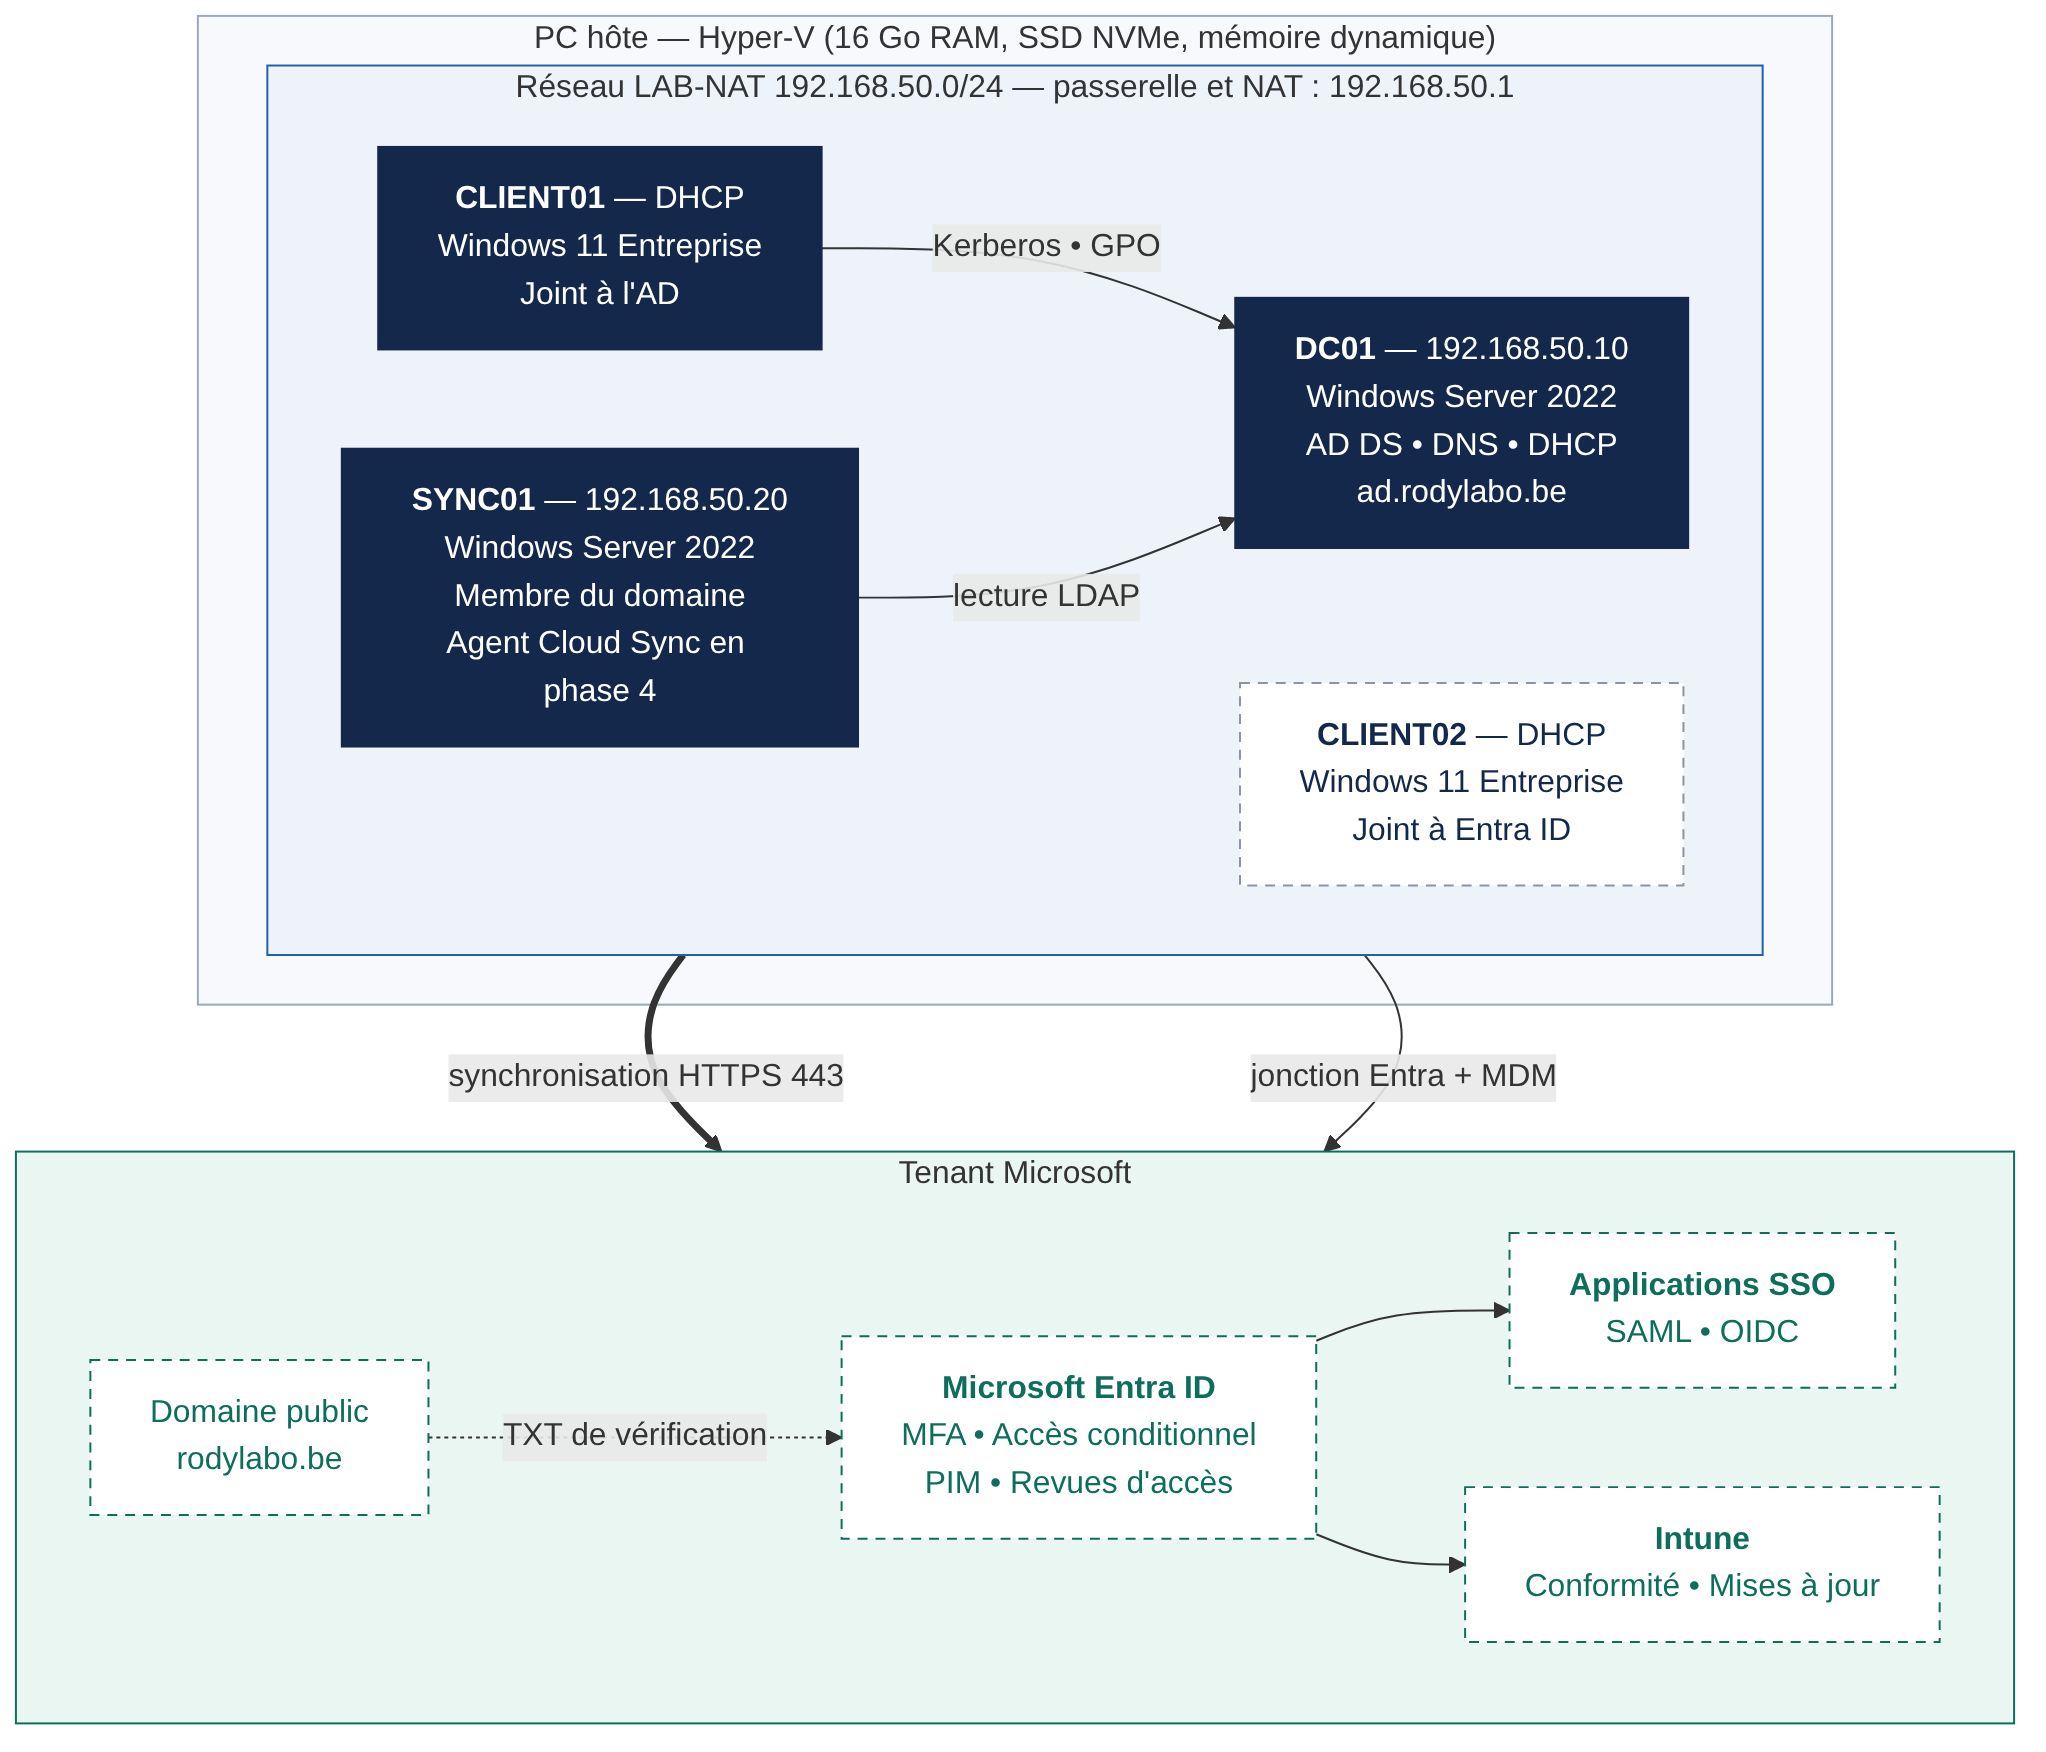 PC hôte — Hyper-V (16 Go RAM, SSD NVMe, mémoire dynamique)
Réseau LAB-NAT 192.168.50.0/24 — passerelle et NAT : 192.168.50.1
CLIENT01 — DHCP
Windows 11 Entreprise
Joint à l'AD
Kerberos • GPO
DC01 — 192.168.50.10
Windows Server 2022
AD DS • DNS • DHCP
ad.rodylabo.be
SYNC01 — 192.168.50.20
Windows Server 2022
Membre du domaine
Agent Cloud Sync en
phase 4
lecture LDAP
CLIENT02 — DHCP
Windows 11 Entreprise
Joint à Entra ID
synchronisation HTTPS 443
jonction Entra + MDM
Tenant Microsoft
Domaine public
rodylabo.be
TXT de vérification
Microsoft Entra ID
MFA • Accès conditionnel
PIM • Revues d'accès
Applications SSO
SAML • OIDC
Intune
Conformité • Mises à jour